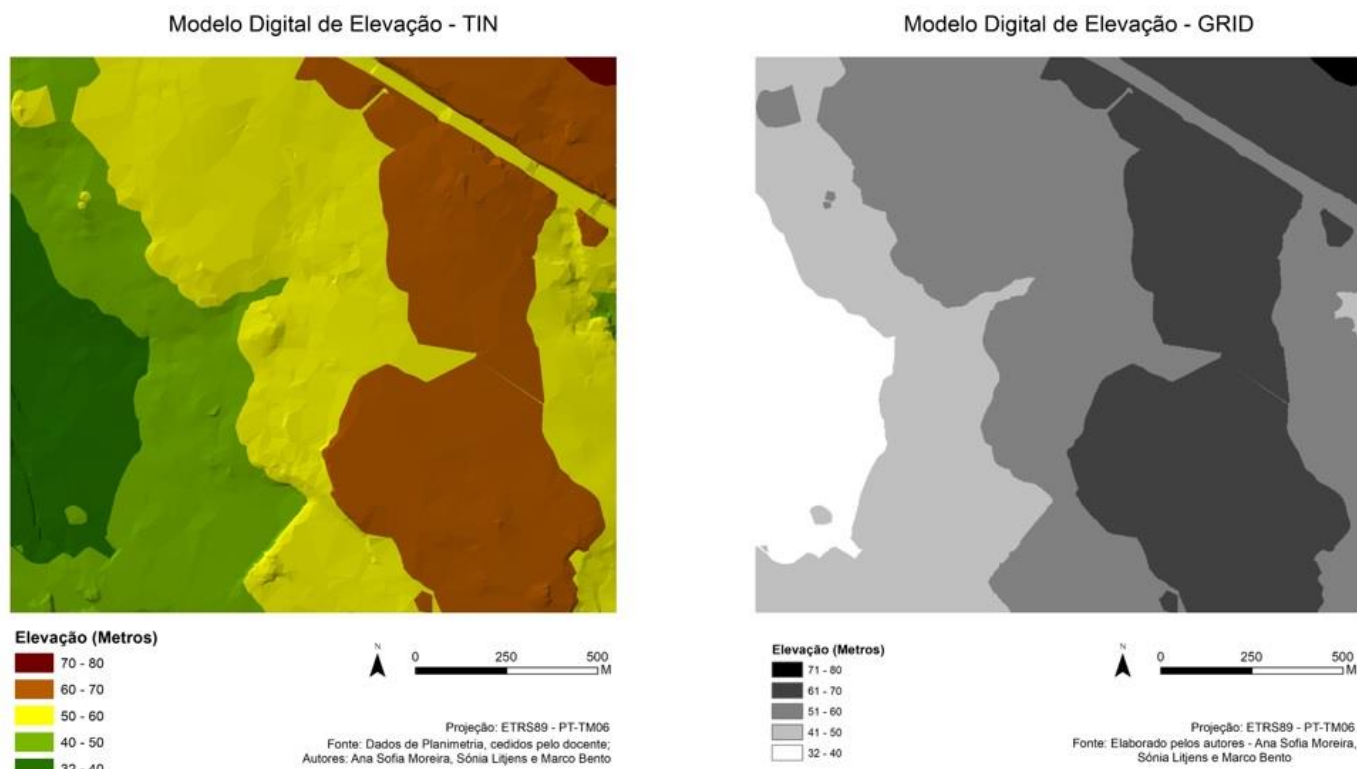 Modelo Digital de Elevação - TIN
Elevação (Metros)
70 - 80
60 - 70
50 - 60
40 - 50
32 - 40
N
0 250 500
M
Projeção: ETRS89 - PT-TM06
Fonte: Dados de Planimetria, cedidos pelo docente;
Autores: Ana Sofia Moreira, Sónia Litjens e Marco Bento
Modelo Digital de Elevação - GRID
Elevação (Metros)
71 - 80
61 - 70
51 - 60
41 - 50
32 - 40
N
0 250 500
M
Projeção: ETRS89 - PT-TM06
Fonte: Elaborado pelos autores - Ana Sofia Moreira,
Sónia Litjens e Marco Bento